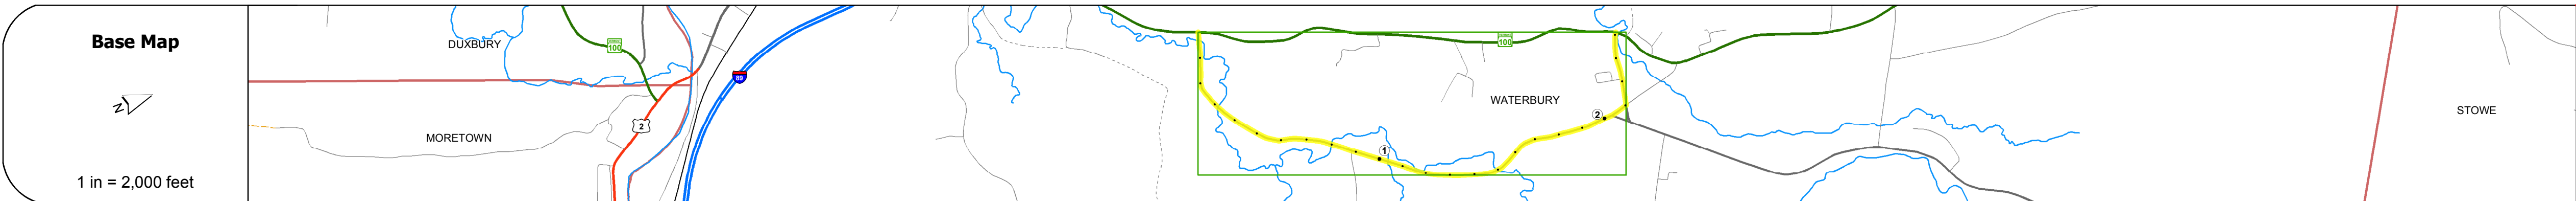 Base Map
N
1 in = 2,000 feet
DUXBURY
100
89
2
MORETOWN
100
WATERBURY
2
1
STOWE